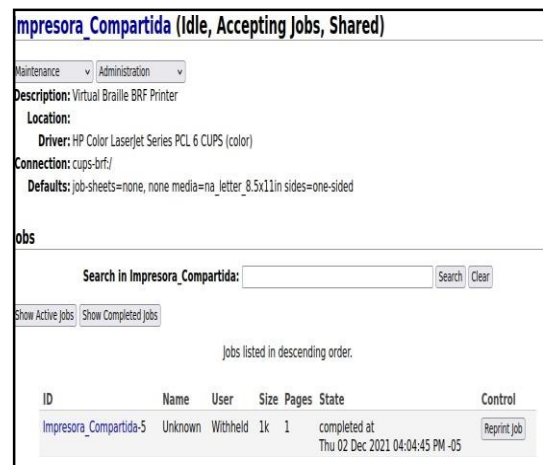 mpresora_Compartida (Idle, Accepting Jobs, Shared)
Maintenance Administration
Description: Virtual Braille BRF Printer
Location:
Driver: HP Color LaserJet Series PCL 6 CUPS (color)
Connection: cups-brf:/
Defaults: job-sheets=none, none media=na_letter_8.5x11in sides=one-sided
obs
Search in Impresora_Compartida: Search Clear
Show Active Jobs Show Completed Jobs
Jobs listed in descending order.
ID Name User Size Pages State Control
Impresora_Compartida-5 Unknown Withheld 1k 1 completed at Reprint Job
Thu 02 Dec 2021 04:04:45 PM -05